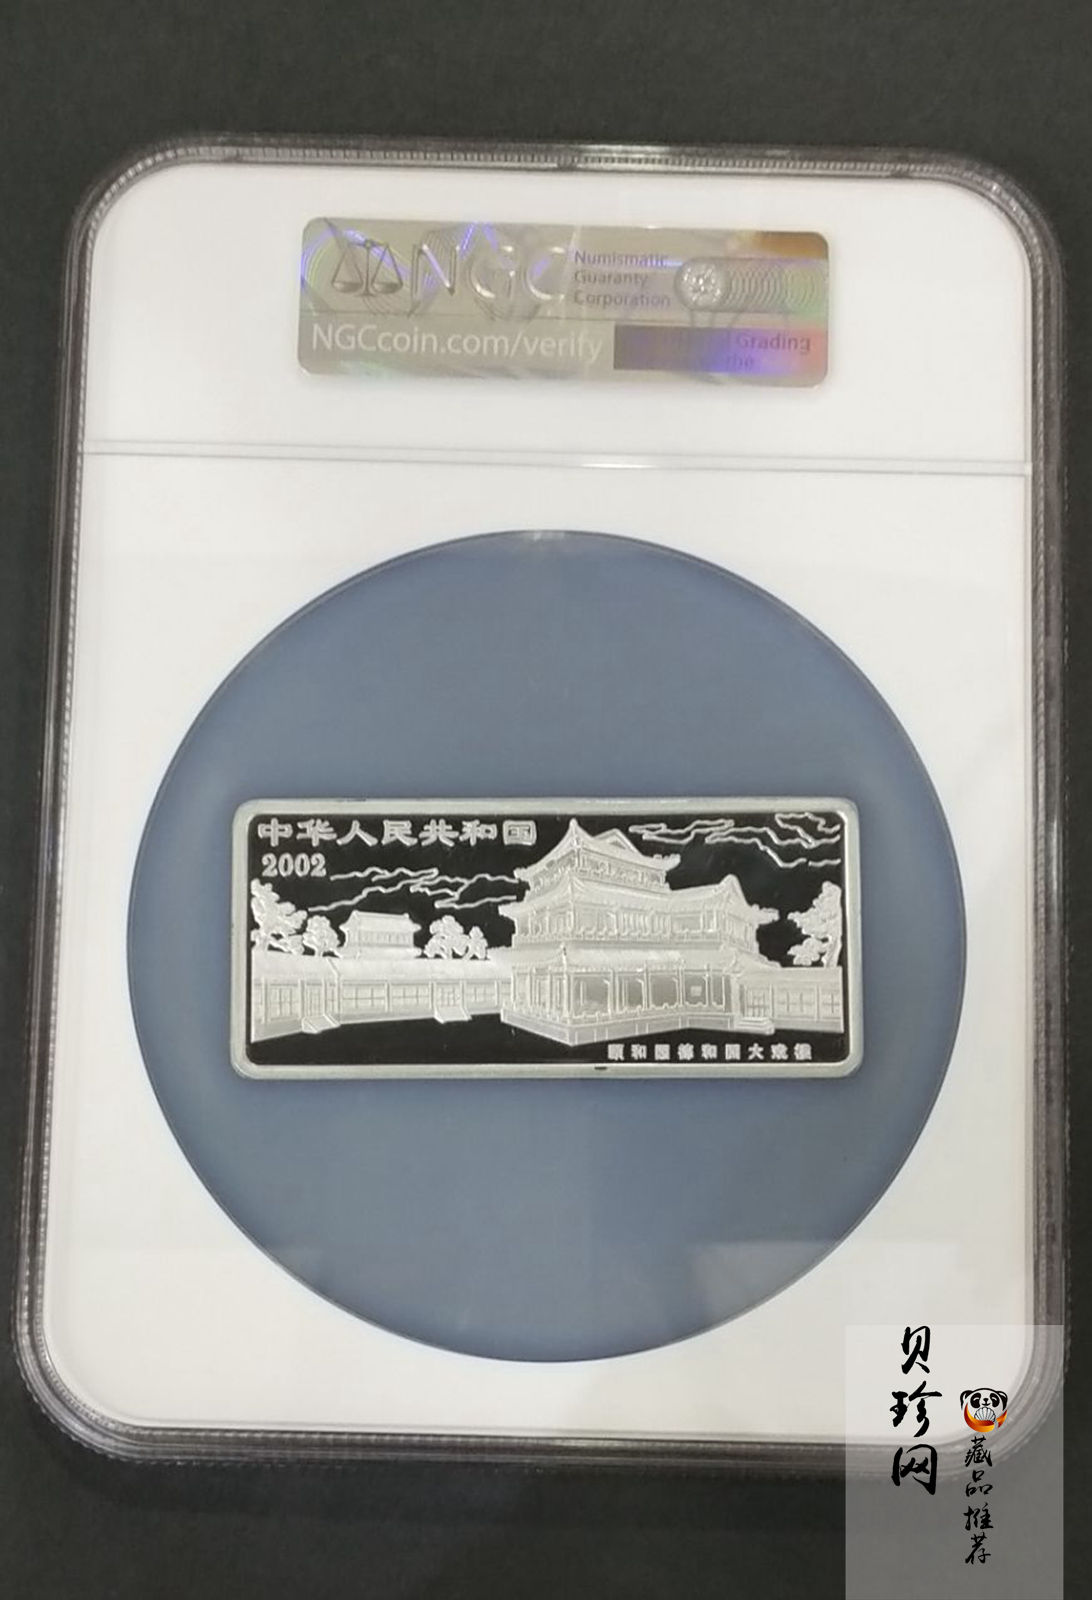 NGC
Numismatic
Guaranty
Corporation
NGCcoin.com/verify
Grading
the
中华人民共和国
2002
颐和园德和园大戏楼
贝珍网
藏品推荐